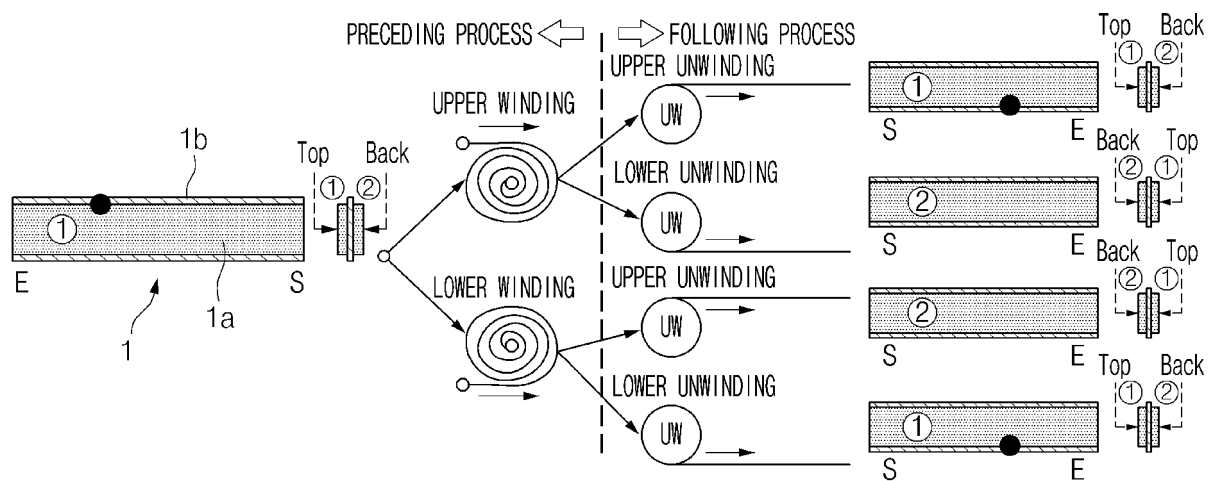 PRECEDING PROCESS
FOLLOWING PROCESS
UPPER WINDING
LOWER WINDING
1b
Top Back
① ②
①
E S
1a
1
UPPER UNWINDING
UW
LOWER UNWINDING
UW
UPPER UNWINDING
UW
LOWER UNWINDING
UW
Top Back
① ②
①
S E
Back Top
② ①
②
S E
Back Top
② ①
②
S E
Top Back
① ②
①
S E